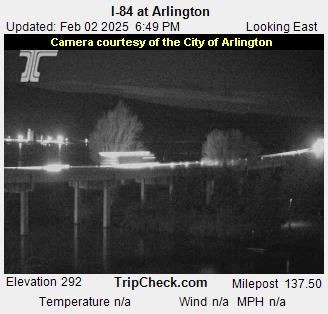 I-84 at Arlington
Updated: Feb 02 2025 6:49 PM Looking East
Camera courtesy of the City of Arlington
Elevation 292 TripCheck.com Milepost 137.50
Temperature n/a Wind n/a MPH n/a